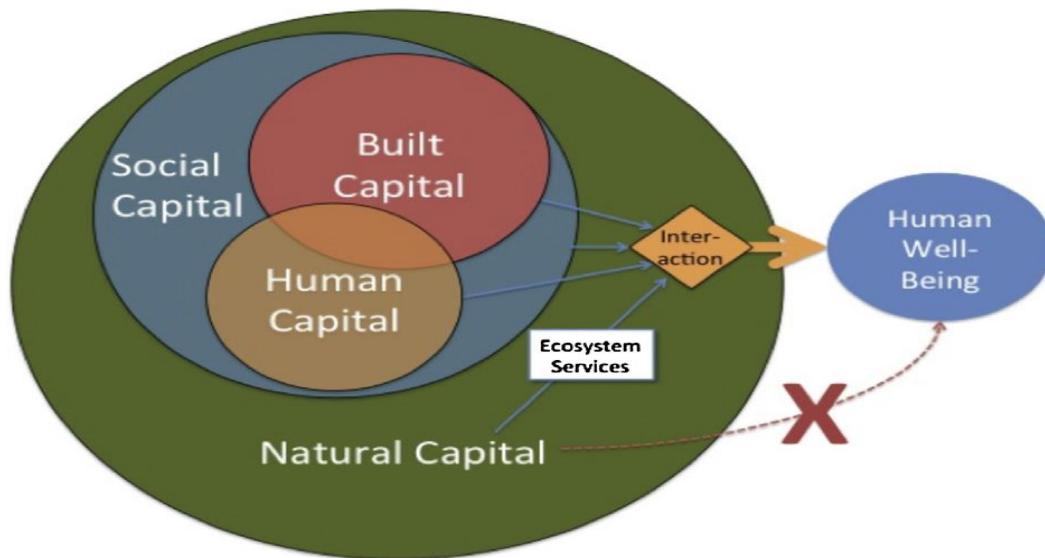 Built
Capital
Social
Capital
Human
Capital
Inter-
action
Human
Well-
Being
Ecosystem
Services
Natural Capital
X